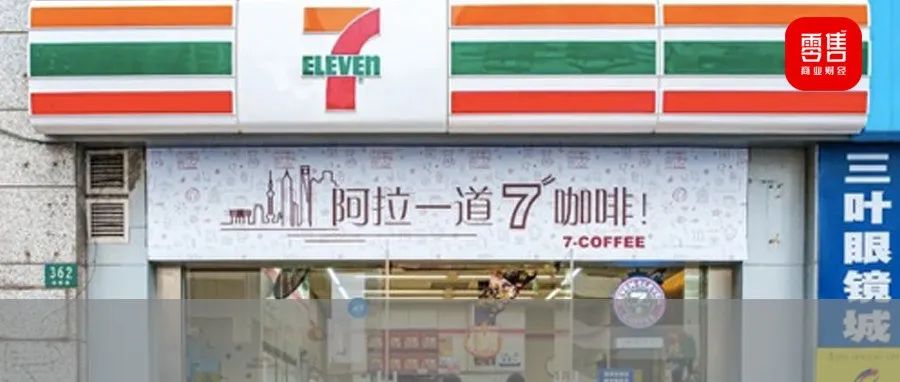 ELEVEn
零售
商业财经
阿拉一道7咖啡!
7-COFFEE
362
三叶眼镜城